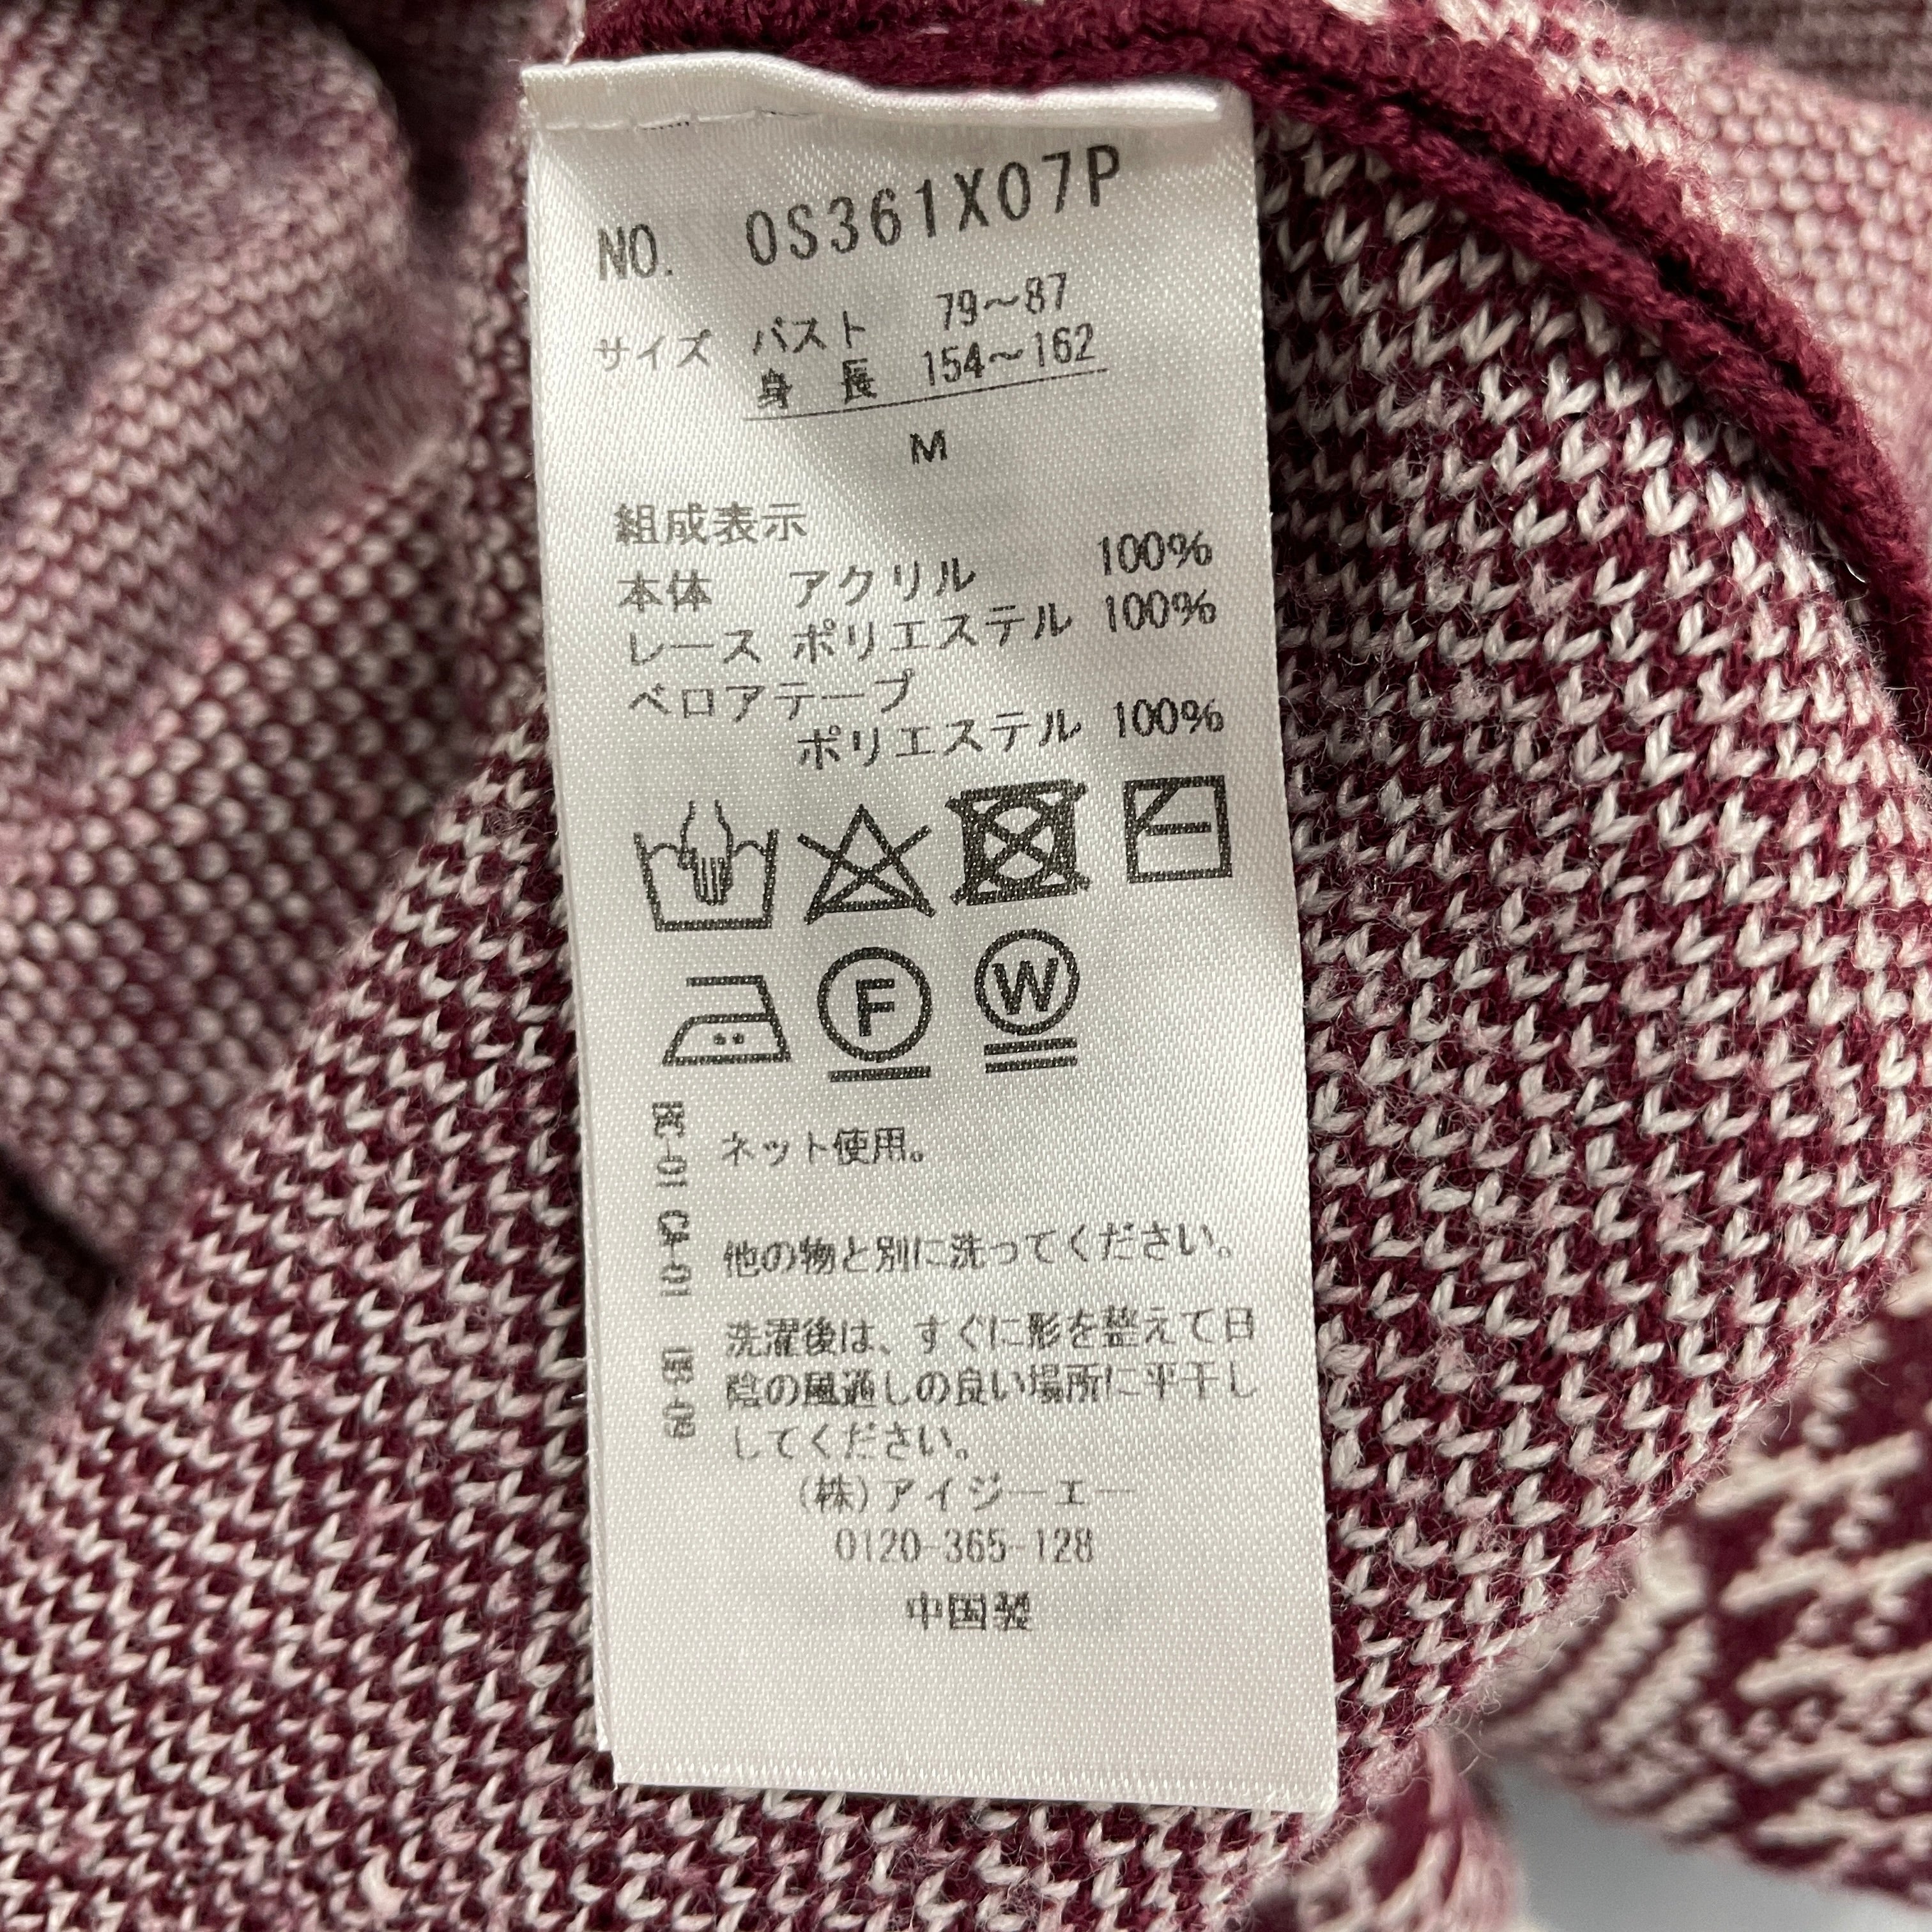 NO. 0S361X07P
サイズ バスト 79～87
身長 154～162
M
組成表示
本体 アクリル 100%
レース ポリエステル 100%
ベロアテープ
ポリエステル 100%
F W
ネット使用。
他の物と別に洗ってください。
洗濯後は、すぐに形を整えて日
陰の風通しの良い場所に平干し
してください。
(株)アイジーエー
0120-365-128
中国製
CA-01